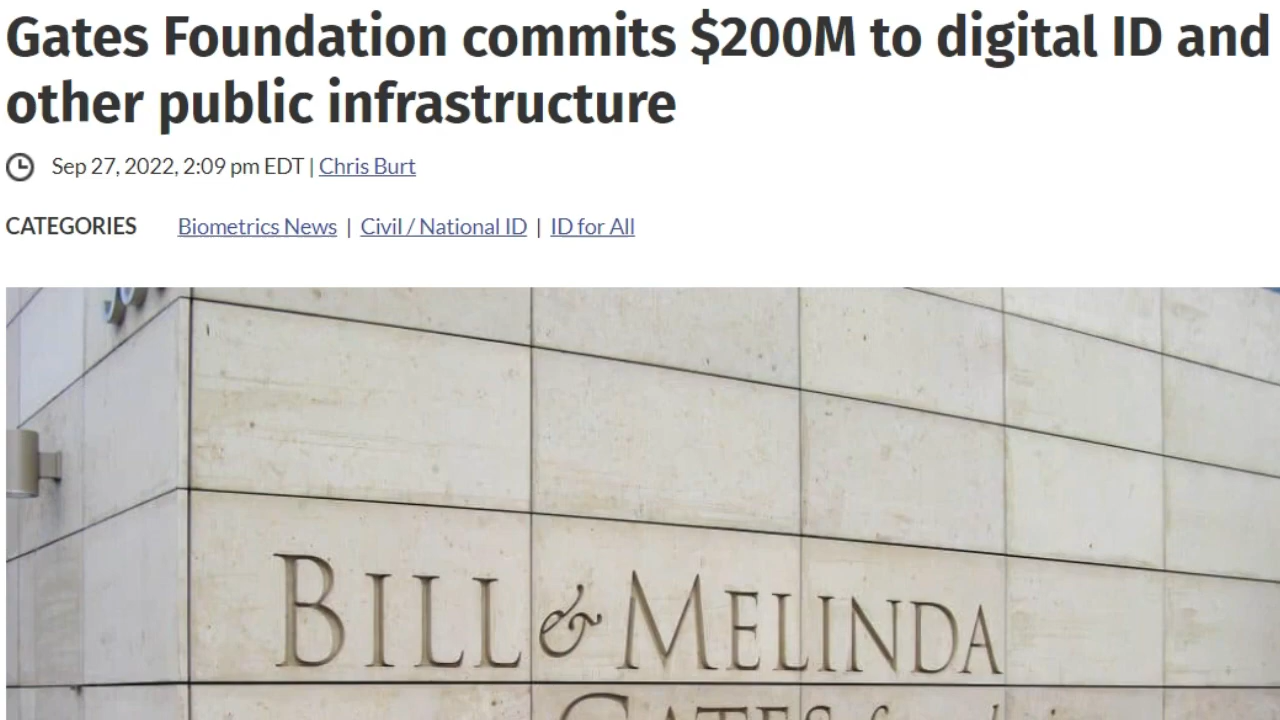 Gates Foundation commits $200M to digital ID and
other public infrastructure
Sep 27, 2022, 2:09 pm EDT | Chris Burt
CATEGORIES Biometrics News | Civil / National ID | ID for All
BILL & MELINDA
GATES